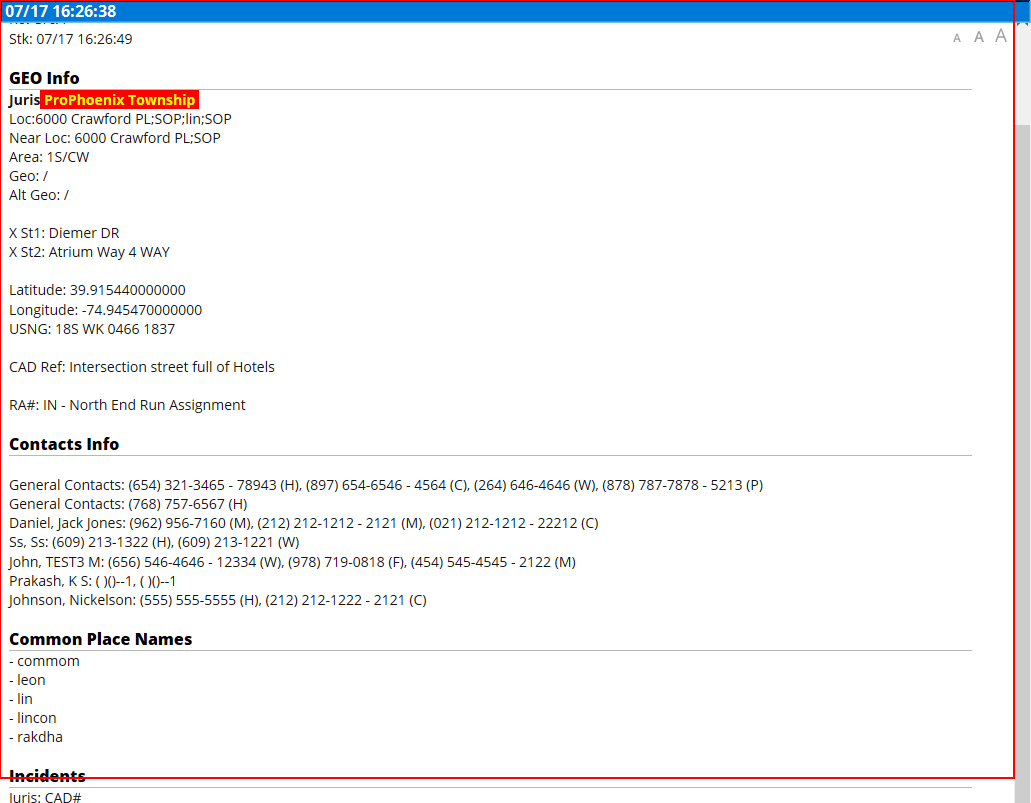 07/17 16:26:38
Stk: 07/17 16:26:49
A A A
GEO Info
Juris ProPhoenix Township
Loc:6000 Crawford PL;SOP;lin;SOP
Near Loc: 6000 Crawford PL;SOP
Area: 1S/CW
Geo: /
Alt Geo: /
X St1: Diemer DR
X St2: Atrium Way 4 WAY
Latitude: 39.915440000000
Longitude: -74.945470000000
USNG: 18S WK 0466 1837
CAD Ref: Intersection street full of Hotels
RA#: IN - North End Run Assignment
Contacts Info
General Contacts: (654) 321-3465 - 78943 (H), (897) 654-6546 - 4564 (C), (264) 646-4646 (W), (878) 787-7878 - 5213 (P)
General Contacts: (768) 757-6567 (H)
Daniel, Jack Jones: (962) 956-7160 (M), (212) 212-1212 - 2121 (M), (021) 212-1212 - 22212 (C)
Ss, Ss: (609) 213-1322 (H), (609) 213-1221 (W)
John, TEST3 M: (656) 546-4646 - 12334 (W), (978) 719-0818 (F), (454) 545-4545 - 2122 (M)
Prakash, K S: ( )()--1, ( )()--1
Johnson, Nickelson: (555) 555-5555 (H), (212) 212-1222 - 2121 (C)
Common Place Names
- commom
- leon
- lin
- lincon
- rakdha
Incidents
Juris: CAD#